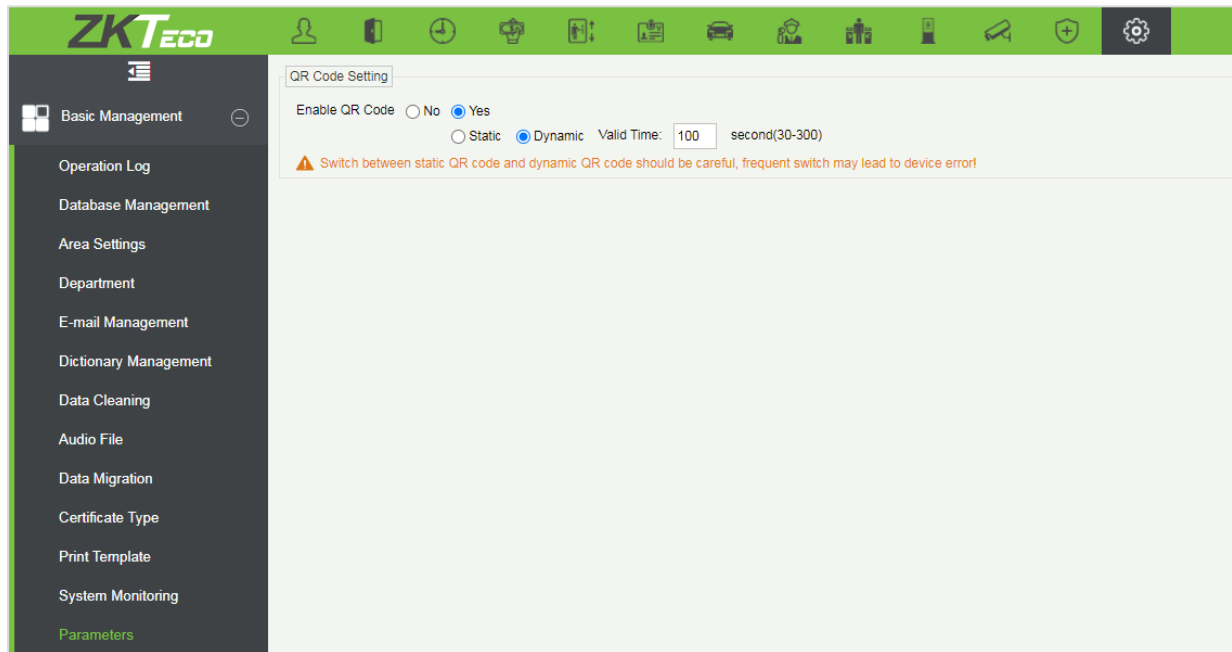 ZKTECO
QR Code Setting
Basic Management
Enable QR Code No Yes
Static Dynamic Valid Time: 100 second(30-300)
Switch between static QR code and dynamic QR code should be careful, frequent switch may lead to device error!
Operation Log
Database Management
Area Settings
Department
E-mail Management
Dictionary Management
Data Cleaning
Audio File
Data Migration
Certificate Type
Print Template
System Monitoring
Parameters